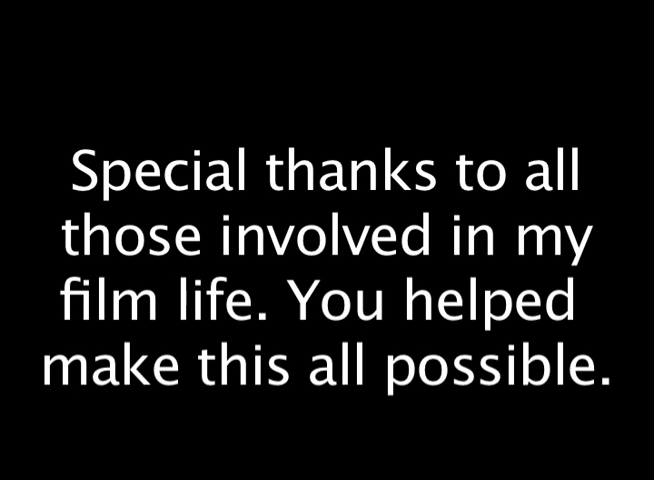 Special thanks to all
those involved in my
film life. You helped
make this all possible.